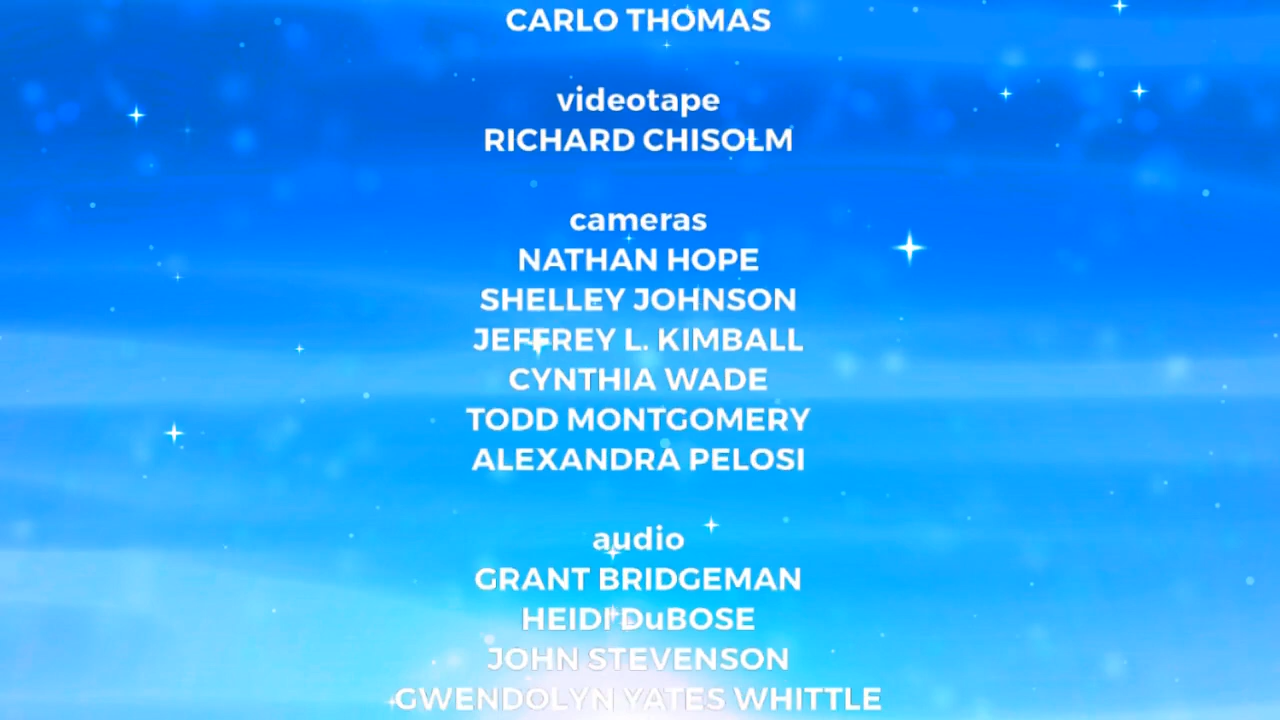 CARLO THOMAS
videotape
RICHARD CHISOLM
cameras
NATHAN HOPE
SHELLEY JOHNSON
JEFFREY L. KIMBALL
CYNTHIA WADE
TODD MONTGOMERY
ALEXANDRA PELOSI
audio
GRANT BRIDGEMAN
HEIDI DuBOSE
JOHN STEVENSON
GWENDOLYN YATES WHITTLE